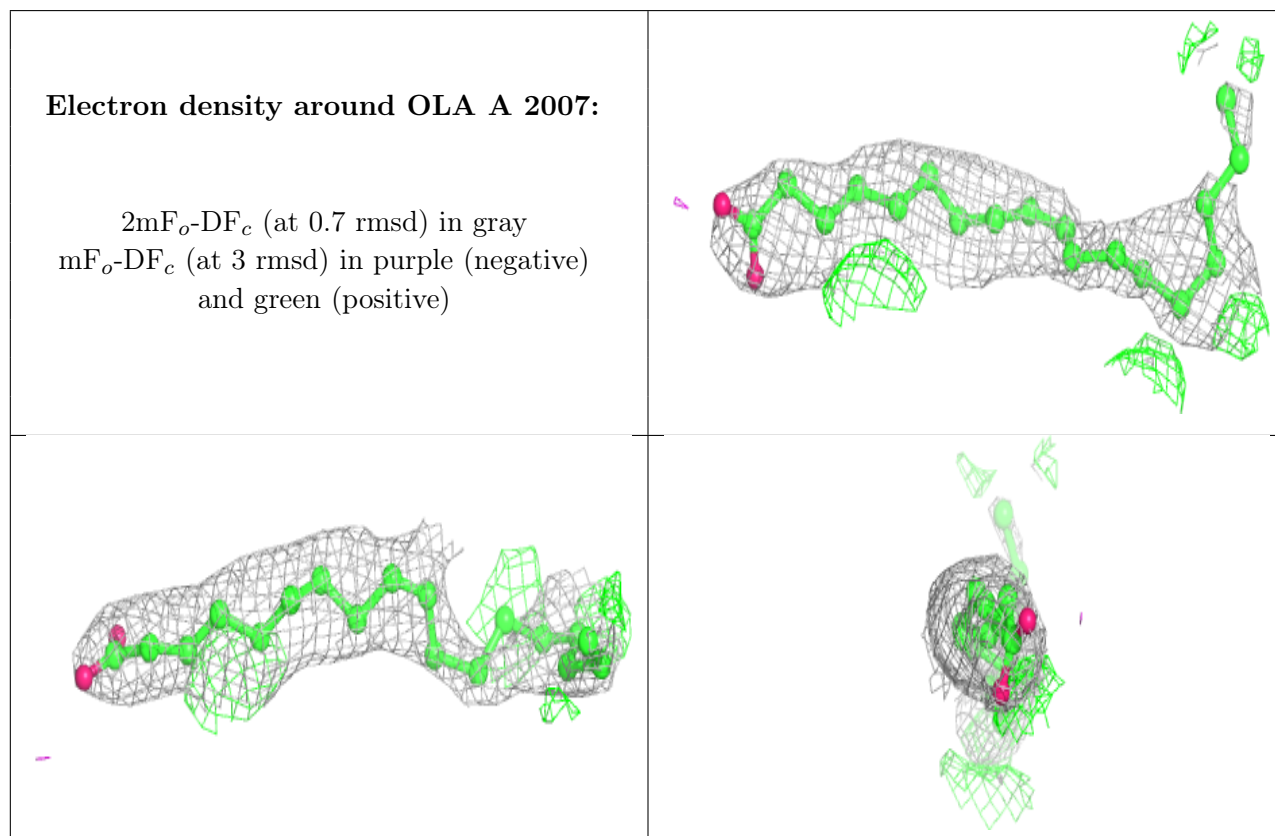 Electron density around OLA A 2007:
2mFo-DFc (at 0.7 rmsd) in gray
mFo-DFc (at 3 rmsd) in purple (negative)
and green (positive)